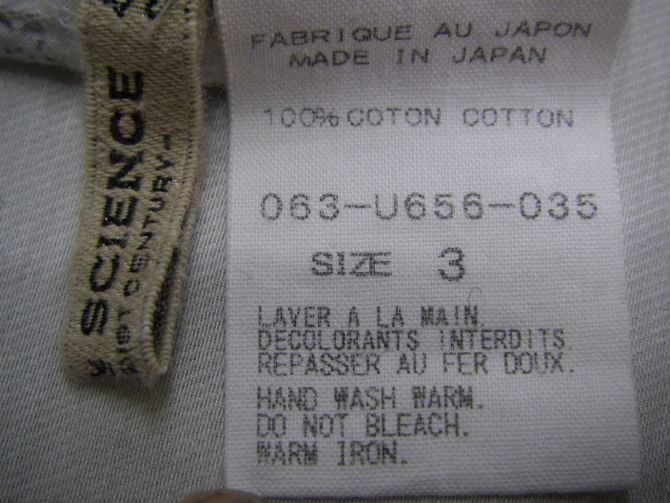 FABRIQUE AU JAPON
MADE IN JAPAN
100% COTON COTTON
063-U656-035
SIZE 3
LAVER A LA MAIN.
DECOLORANTS INTERDITS.
REPASSER AU FER DOUX.
HAND WASH WARM.
DO NOT BLEACH.
WARM IRON.
SCIENCE
21ST CENTURY-